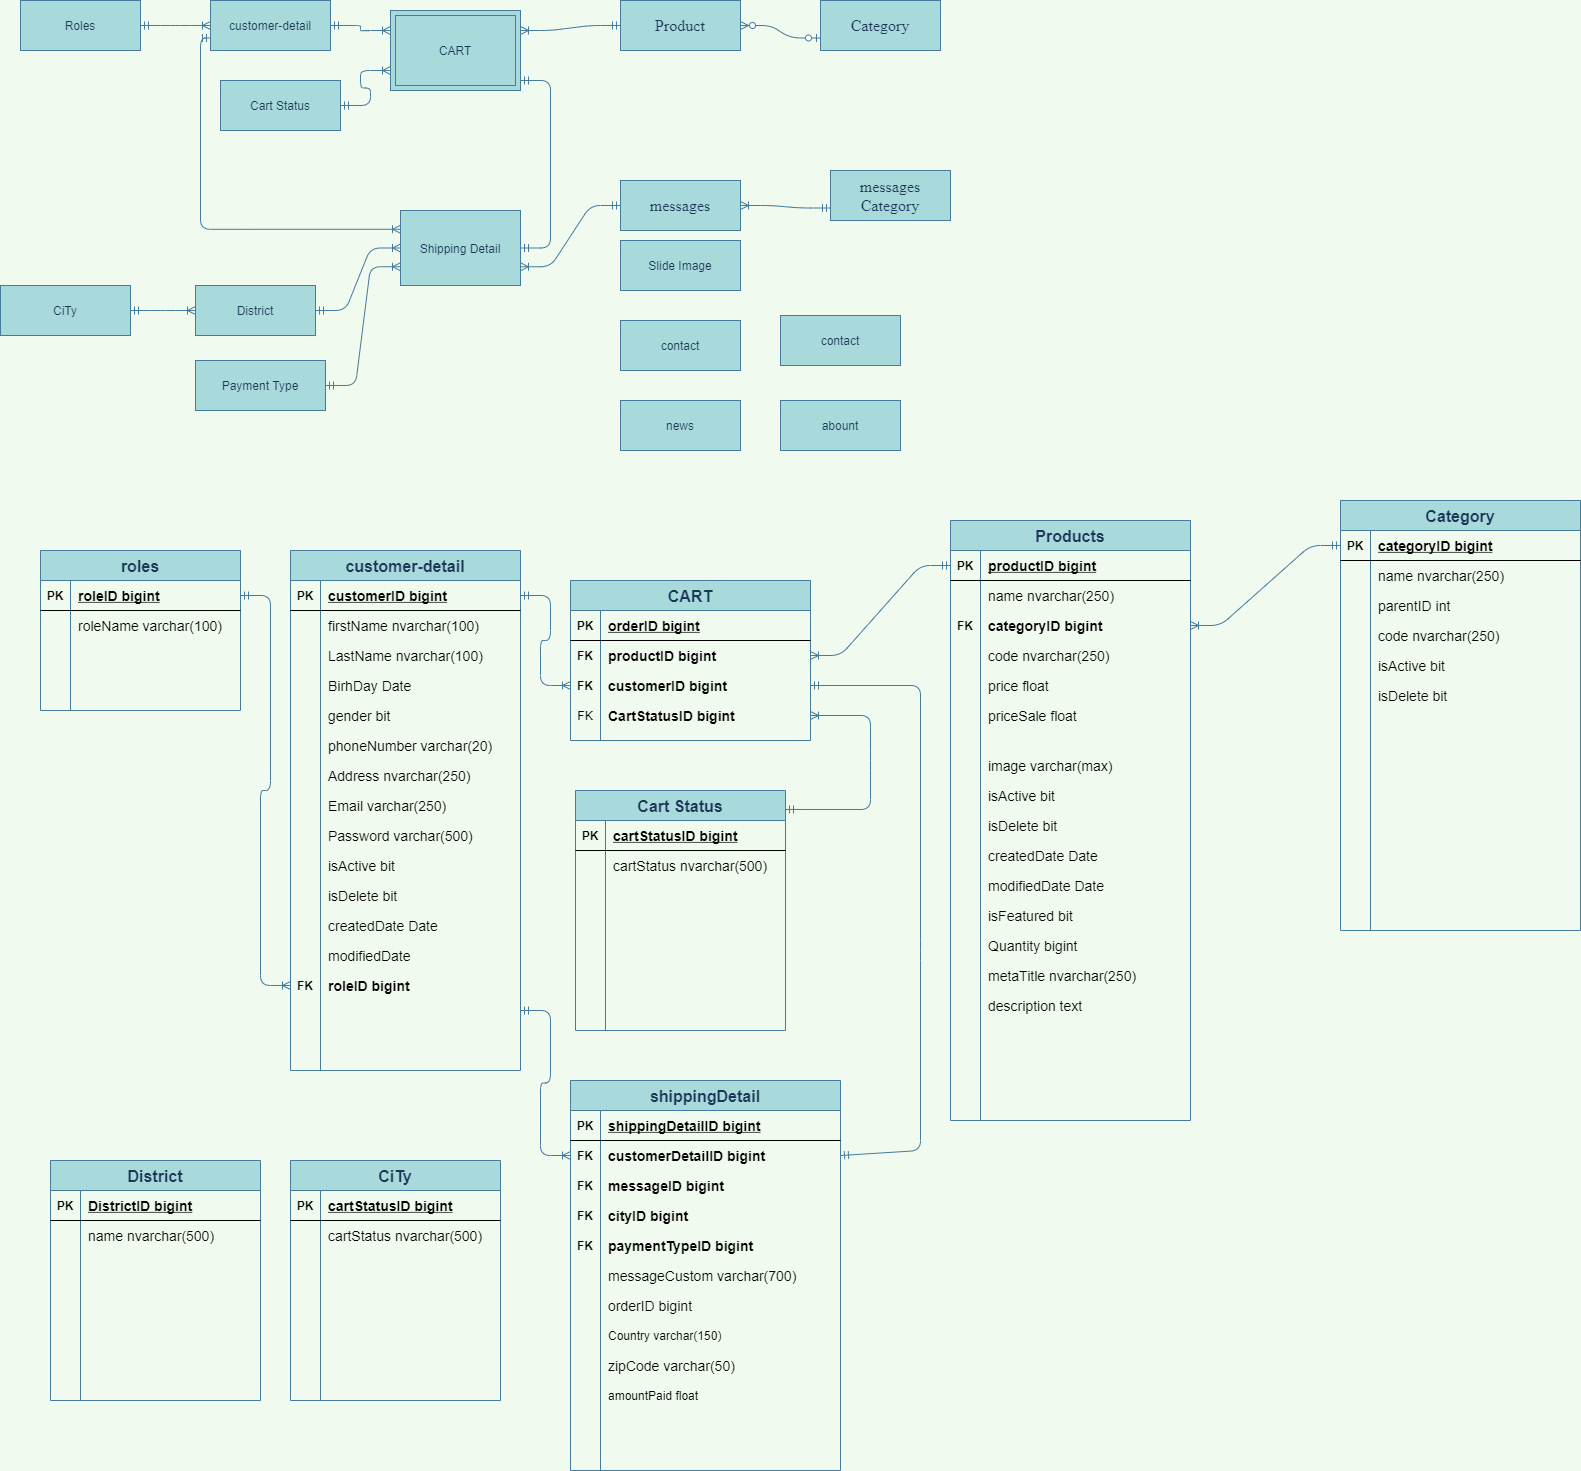 Roles
customer-detail
CART
Product
Category
Cart Status
messages
messages
Category
Shipping Detail
Slide Image
CiTy
District
contact
contact
Payment Type
news
abount
roles
PK roleID bigint
roleName varchar(100)
customer-detail
PK customerID bigint
firstName nvarchar(100)
LastName nvarchar(100)
BirhDay Date
gender bit
phoneNumber varchar(20)
Address nvarchar(250)
Email varchar(250)
Password varchar(500)
isActive bit
isDelete bit
createdDate Date
modifiedDate
FK roleID bigint
CART
PK orderID bigint
FK productID bigint
FK customerID bigint
FK CartStatusID bigint
Cart Status
PK cartStatusID bigint
cartStatus nvarchar(500)
Products
PK productID bigint
name nvarchar(250)
FK categoryID bigint
code nvarchar(250)
price float
priceSale float
image varchar(max)
isActive bit
isDelete bit
createdDate Date
modifiedDate Date
isFeatured bit
Quantity bigint
metaTitle nvarchar(250)
description text
Category
PK categoryID bigint
name nvarchar(250)
parentID int
code nvarchar(250)
isActive bit
isDelete bit
District
PK DistrictID bigint
name nvarchar(500)
CiTy
PK cartStatusID bigint
cartStatus nvarchar(500)
shippingDetail
PK shippingDetailID bigint
FK customerDetailID bigint
FK messageID bigint
FK cityID bigint
FK paymentTypeID bigint
messageCustom varchar(700)
orderID bigint
Country varchar(150)
zipCode varchar(50)
amountPaid float